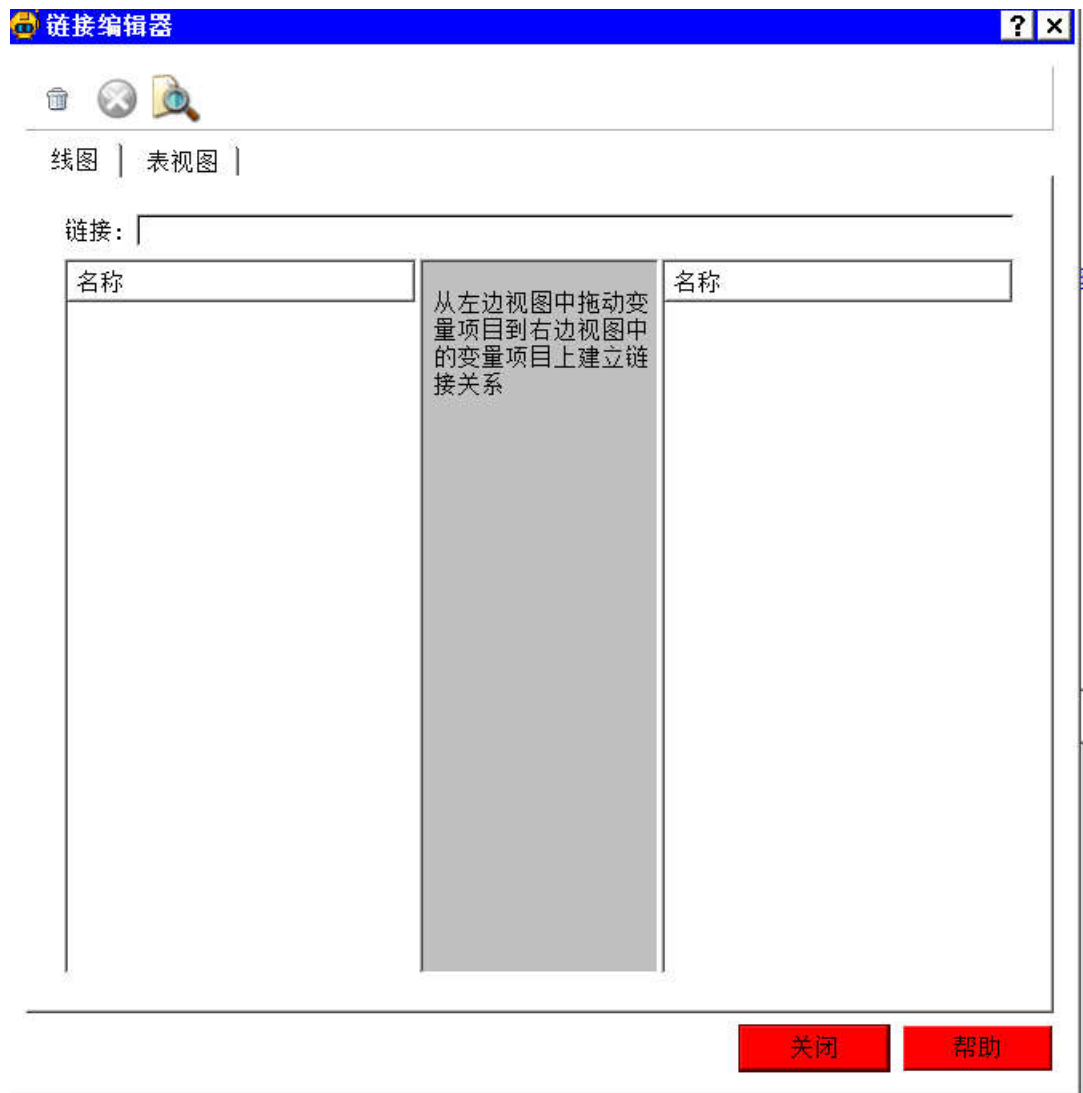 链接编辑器
线图
表视图
链接:
名称
从左边视图中拖动变
量项目到右边视图中
的变量项目上建立链
接关系
名称
关闭
帮助